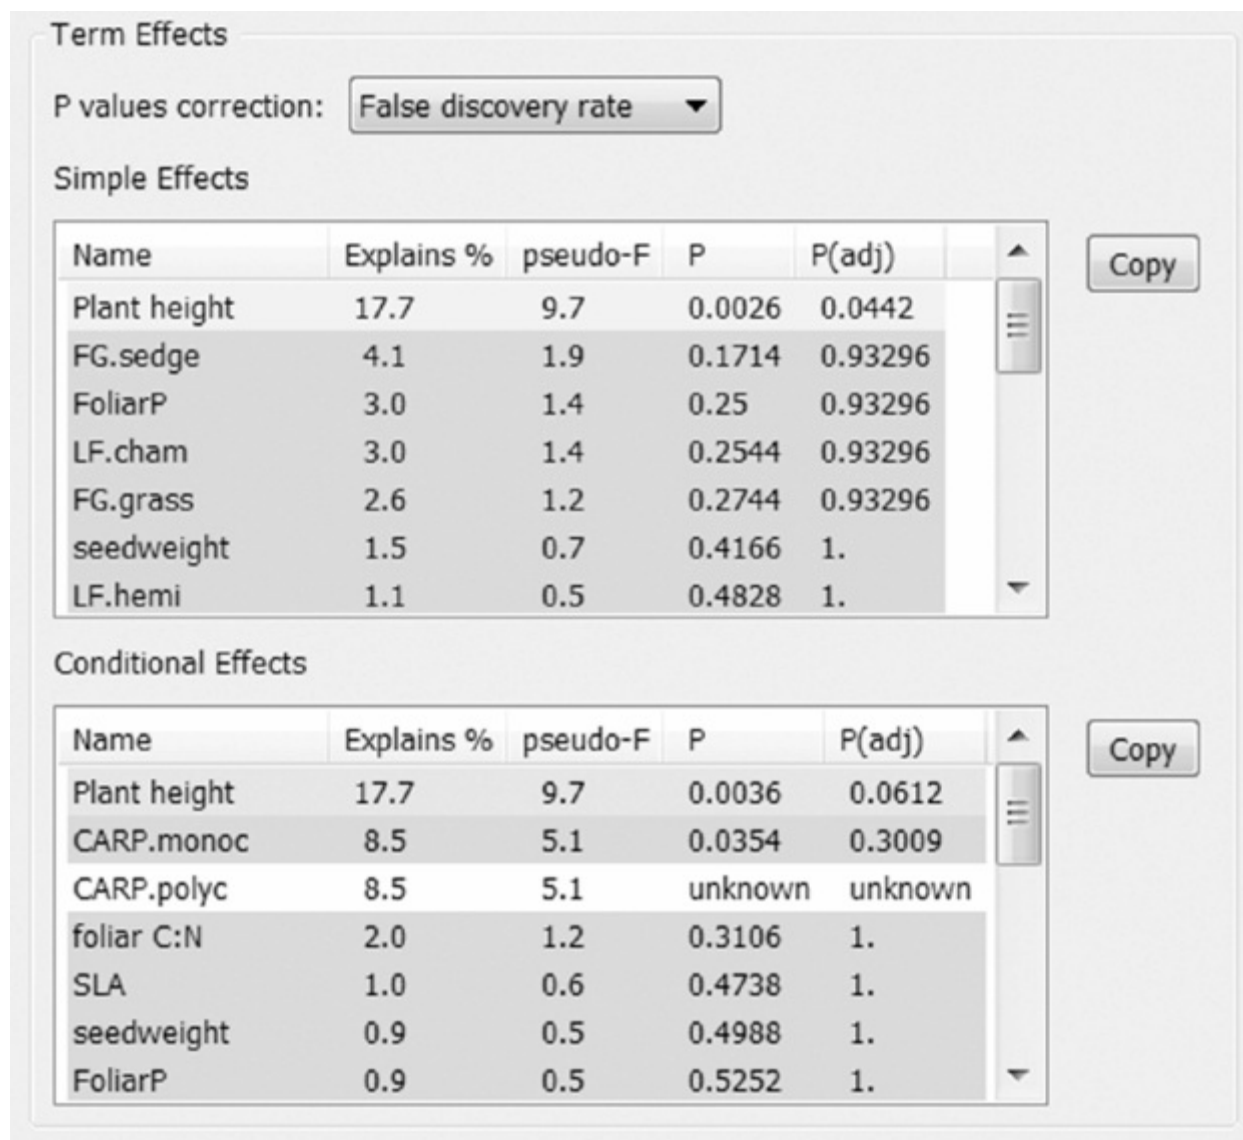 Term Effects
P values correction: False discovery rate
Simple Effects
Name Explains % pseudo-F P P(adj)
Copy
Plant height 17.7 9.7 0.0026 0.0442
FG.sedge 4.1 1.9 0.1714 0.93296
FoliarP 3.0 1.4 0.25 0.93296
LF.cham 3.0 1.4 0.2544 0.93296
FG.grass 2.6 1.2 0.2744 0.93296
seedweight 1.5 0.7 0.4166 1.
LF.hemi 1.1 0.5 0.4828 1.
Conditional Effects
Name Explains % pseudo-F P P(adj)
Copy
Plant height 17.7 9.7 0.0036 0.0612
CARP.monoc 8.5 5.1 0.0354 0.3009
CARP.polyc 8.5 5.1 unknown unknown
foliar C:N 2.0 1.2 0.3106 1.
SLA 1.0 0.6 0.4738 1.
seedweight 0.9 0.5 0.4988 1.
FoliarP 0.9 0.5 0.5252 1.